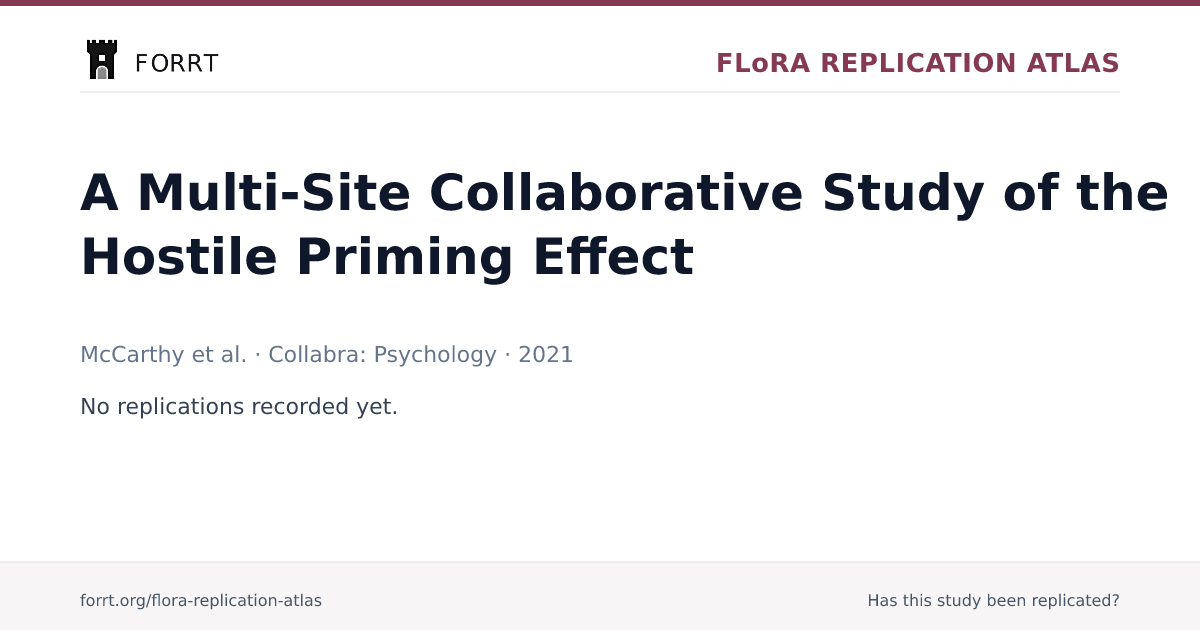 FORRT
FLoRA REPLICATION ATLAS
A Multi-Site Collaborative Study of the
Hostile Priming Effect
McCarthy et al. · Collabra: Psychology · 2021
No replications recorded yet.
forrt.org/flora-replication-atlas
Has this study been replicated?